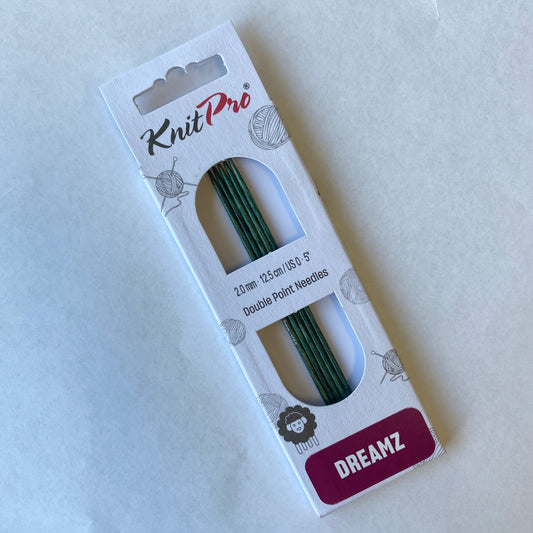 KnitPro®
2.0 mm - 12.5 cm / US 0 - 5"
Double Point Needles
DREAMZ